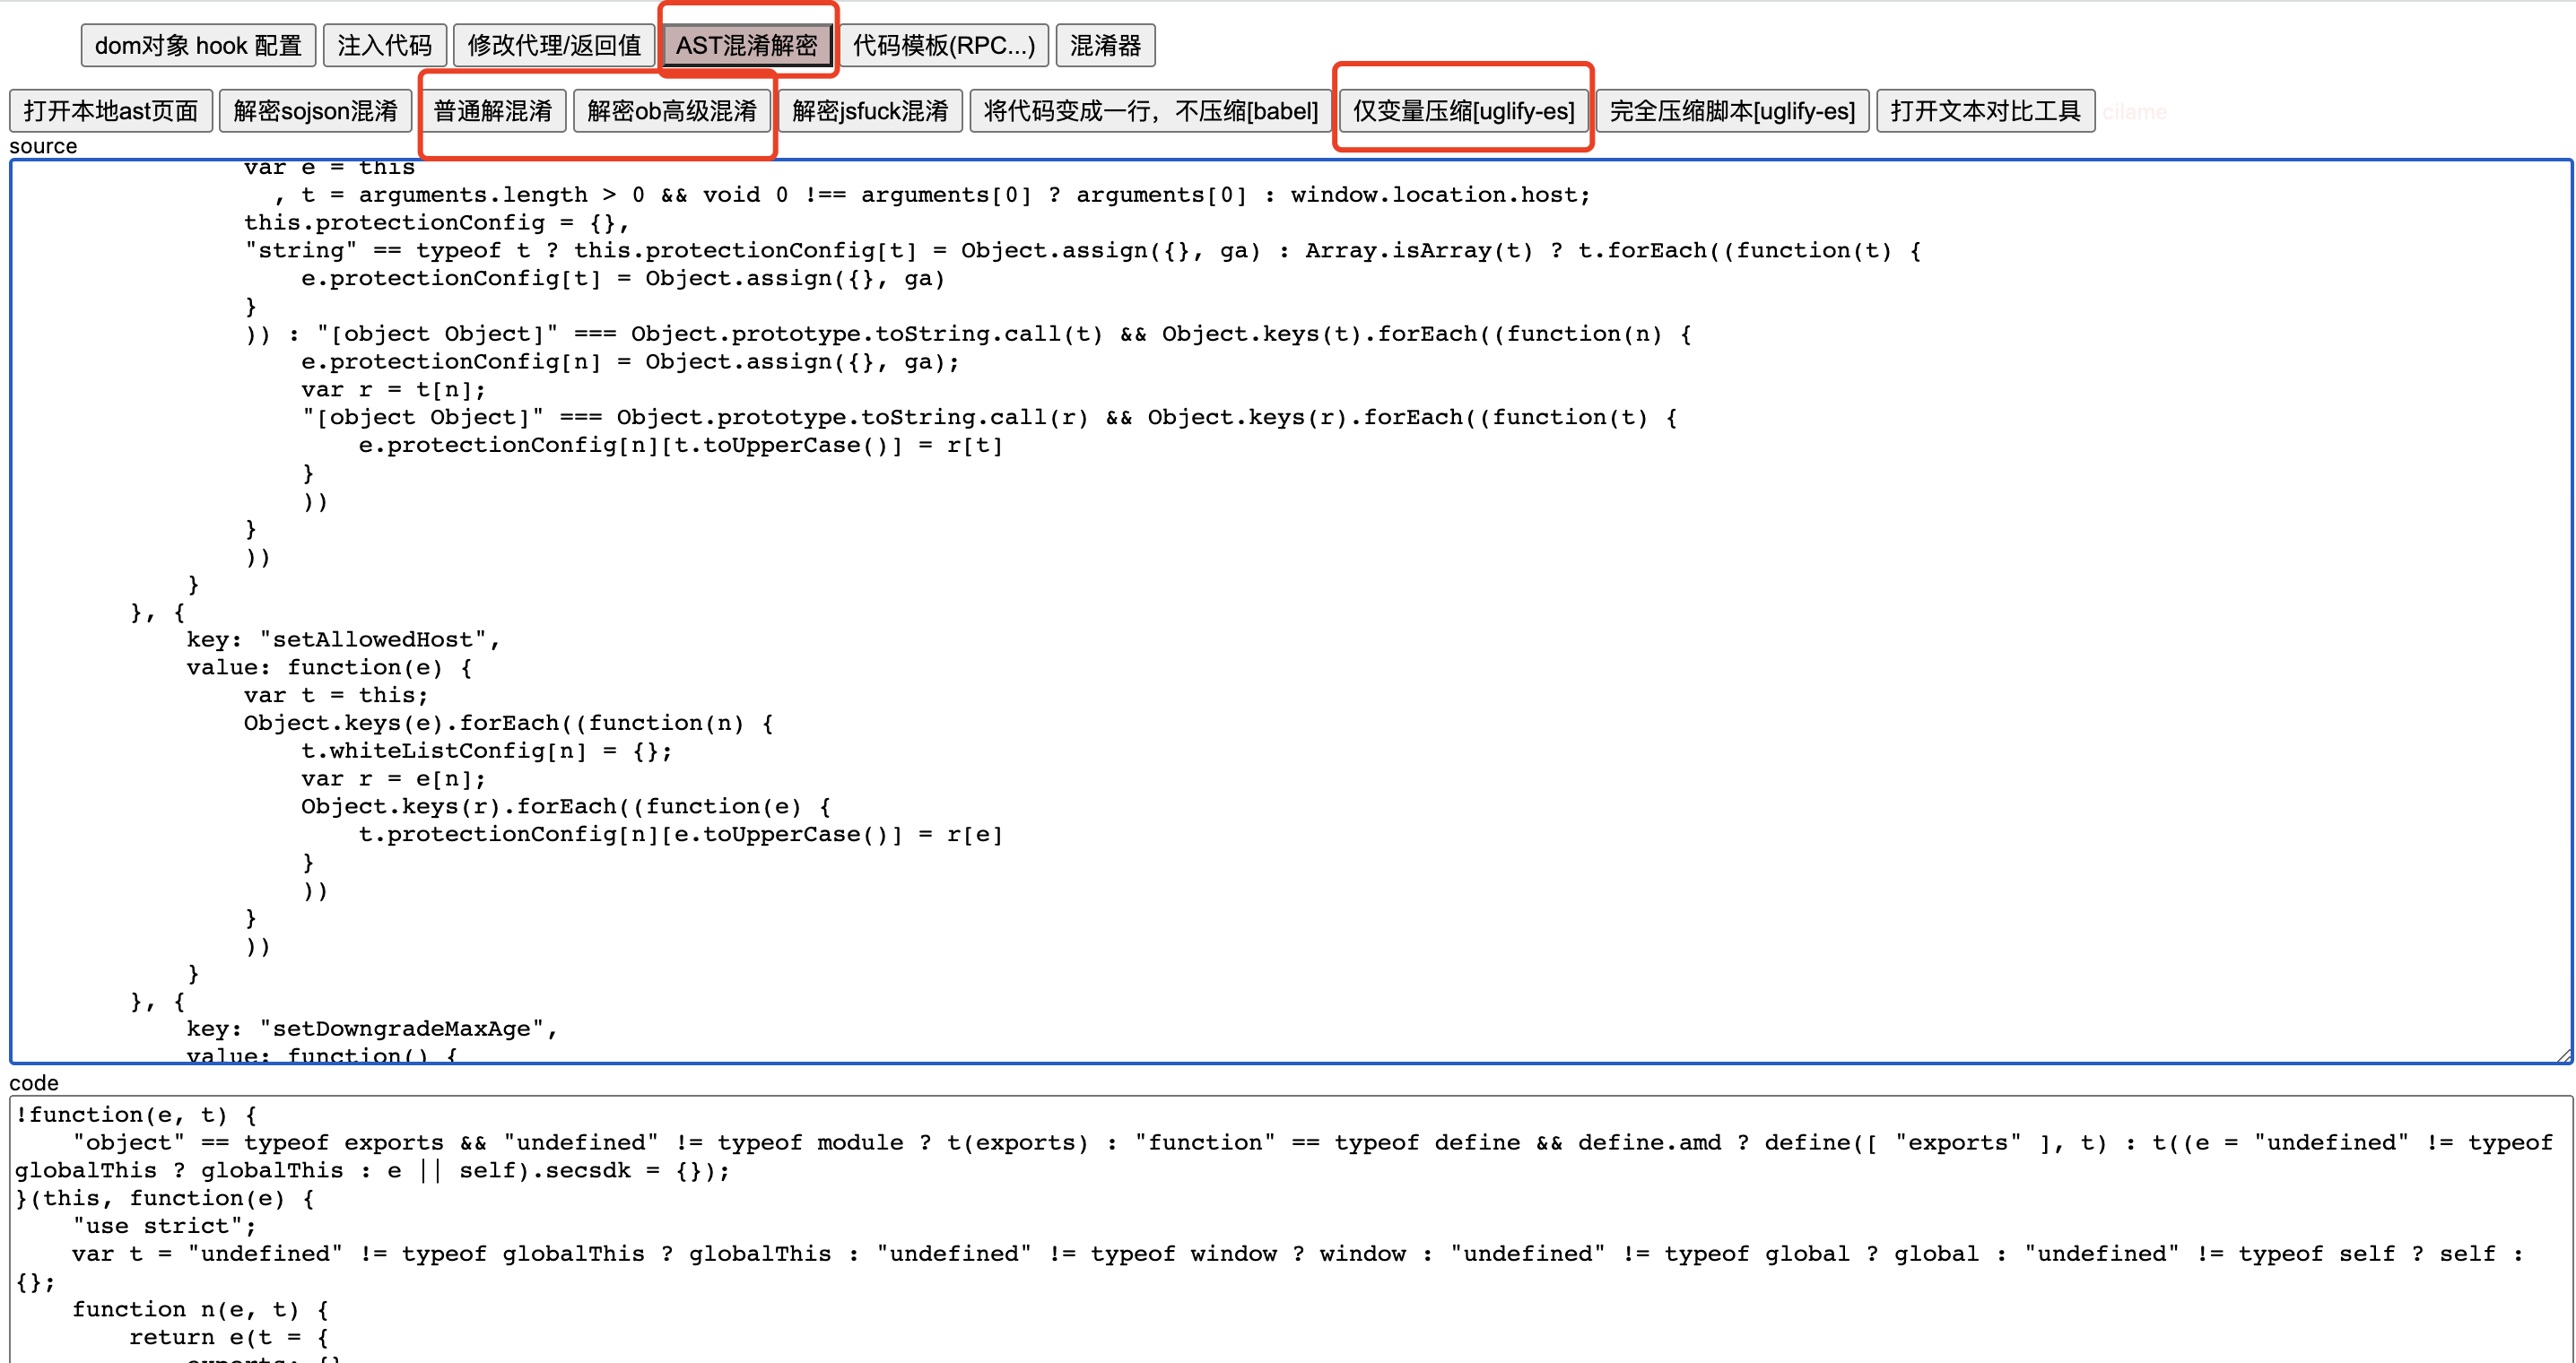 dom对象 hook 配置 注入代码 修改代理/返回值 AST混淆解密 代码模板(RPC...) 混淆器
打开本地ast页面 解密sojson混淆 普通解混淆 解密ob高级混淆 解密jsfuck混淆 将代码变成一行，不压缩[babel] 仅变量压缩[uglify-es] 完全压缩脚本[uglify-es] 打开文本对比工具 cilame
source
var e = this
, t = arguments.length > 0 && void 0 !== arguments[0] ? arguments[0] : window.location.host;
this.protectionConfig = {},
"string" == typeof t ? this.protectionConfig[t] = Object.assign({}, ga) : Array.isArray(t) ? t.forEach((function(t) {
e.protectionConfig[t] = Object.assign({}, ga)
}
)) : "[object Object]" === Object.prototype.toString.call(t) && Object.keys(t).forEach((function(n) {
e.protectionConfig[n] = Object.assign({}, ga);
var r = t[n];
"[object Object]" === Object.prototype.toString.call(r) && Object.keys(r).forEach((function(t) {
e.protectionConfig[n][t.toUpperCase()] = r[t]
}
))
}
))
}
}, {
key: "setAllowedHost",
value: function(e) {
var t = this;
Object.keys(e).forEach((function(n) {
t.whiteListConfig[n] = {};
var r = e[n];
Object.keys(r).forEach((function(e) {
t.protectionConfig[n][e.toUpperCase()] = r[e]
}
))
}
))
}
}, {
key: "setDowngradeMaxAge",
value: function() {
code
!function(e, t) {
"object" == typeof exports && "undefined" != typeof module ? t(exports) : "function" == typeof define && define.amd ? define([ "exports" ], t) : t((e = "undefined" != typeof
globalThis ? globalThis : e || self).secsdk = {});
}(this, function(e) {
"use strict";
var t = "undefined" != typeof globalThis ? globalThis : "undefined" != typeof window ? window : "undefined" != typeof global ? global : "undefined" != typeof self ? self :
{};
function n(e, t) {
return e(t = {
exports: {}